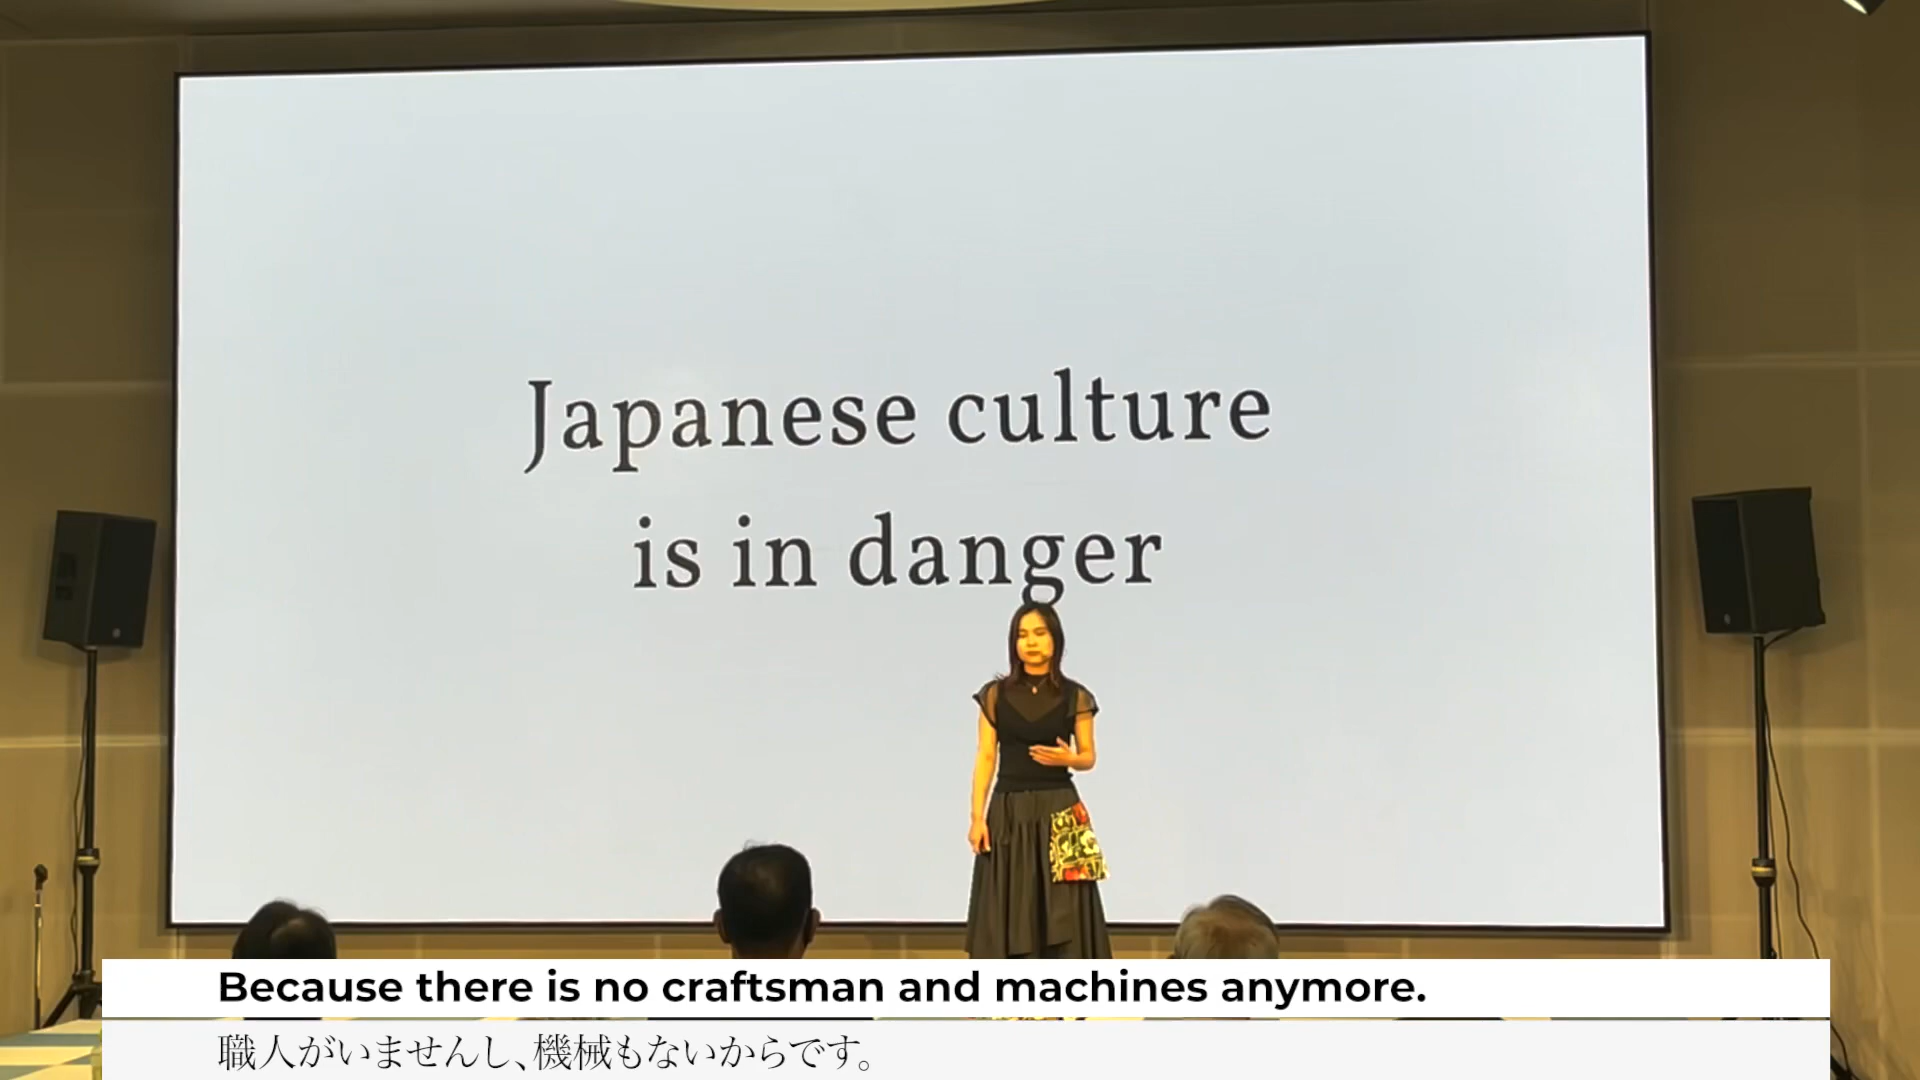 Japanese culture
is in danger
Because there is no craftsman and machines anymore.
職人がいませんし、機械もないからです。